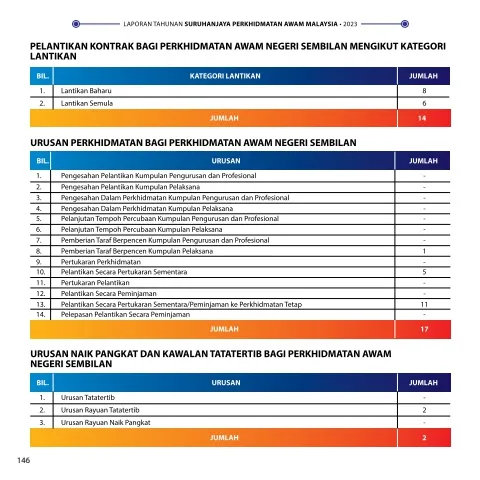 LAPORAN TAHUNAN SURUHANJAYA PERKHIDMATAN AWAM MALAYSIA • 2023
PELANTIKAN KONTRAK BAGI PERKHIDMATAN AWAM NEGERI SEMBILAN MENGIKUT KATEGORI
LANTIKAN
BIL. KATEGORI LANTIKAN JUMLAH
1. Lantikan Baharu 8
2. Lantikan Semula 6
JUMLAH 14
URUSAN PERKHIDMATAN BAGI PERKHIDMATAN AWAM NEGERI SEMBILAN
BIL. URUSAN JUMLAH
1. Pengesahan Pelantikan Kumpulan Pengurusan dan Profesional -
2. Pengesahan Pelantikan Kumpulan Pelaksana -
3. Pengesahan Dalam Perkhidmatan Kumpulan Pengurusan dan Profesional -
4. Pengesahan Dalam Perkhidmatan Kumpulan Pelaksana -
5. Pelanjutan Tempoh Percubaan Kumpulan Pengurusan dan Profesional -
6. Pelanjutan Tempoh Percubaan Kumpulan Pelaksana -
7. Pemberian Taraf Berpencen Kumpulan Pengurusan dan Profesional -
8. Pemberian Taraf Berpencen Kumpulan Pelaksana 1
9. Pertukaran Perkhidmatan -
10. Pelantikan Secara Pertukaran Sementara 5
11. Pertukaran Pelantikan -
12. Pelantikan Secara Peminjaman -
13. Pelantikan Secara Pertukaran Sementara/Peminjaman ke Perkhidmatan Tetap 11
14. Pelepasan Pelantikan Secara Peminjaman -
JUMLAH 17
URUSAN NAIK PANGKAT DAN KAWALAN TATATERTIB BAGI PERKHIDMATAN AWAM
NEGERI SEMBILAN
BIL. URUSAN JUMLAH
1. Urusan Tatatertib -
2. Urusan Rayuan Tatatertib 2
3. Urusan Rayuan Naik Pangkat -
JUMLAH 2
146